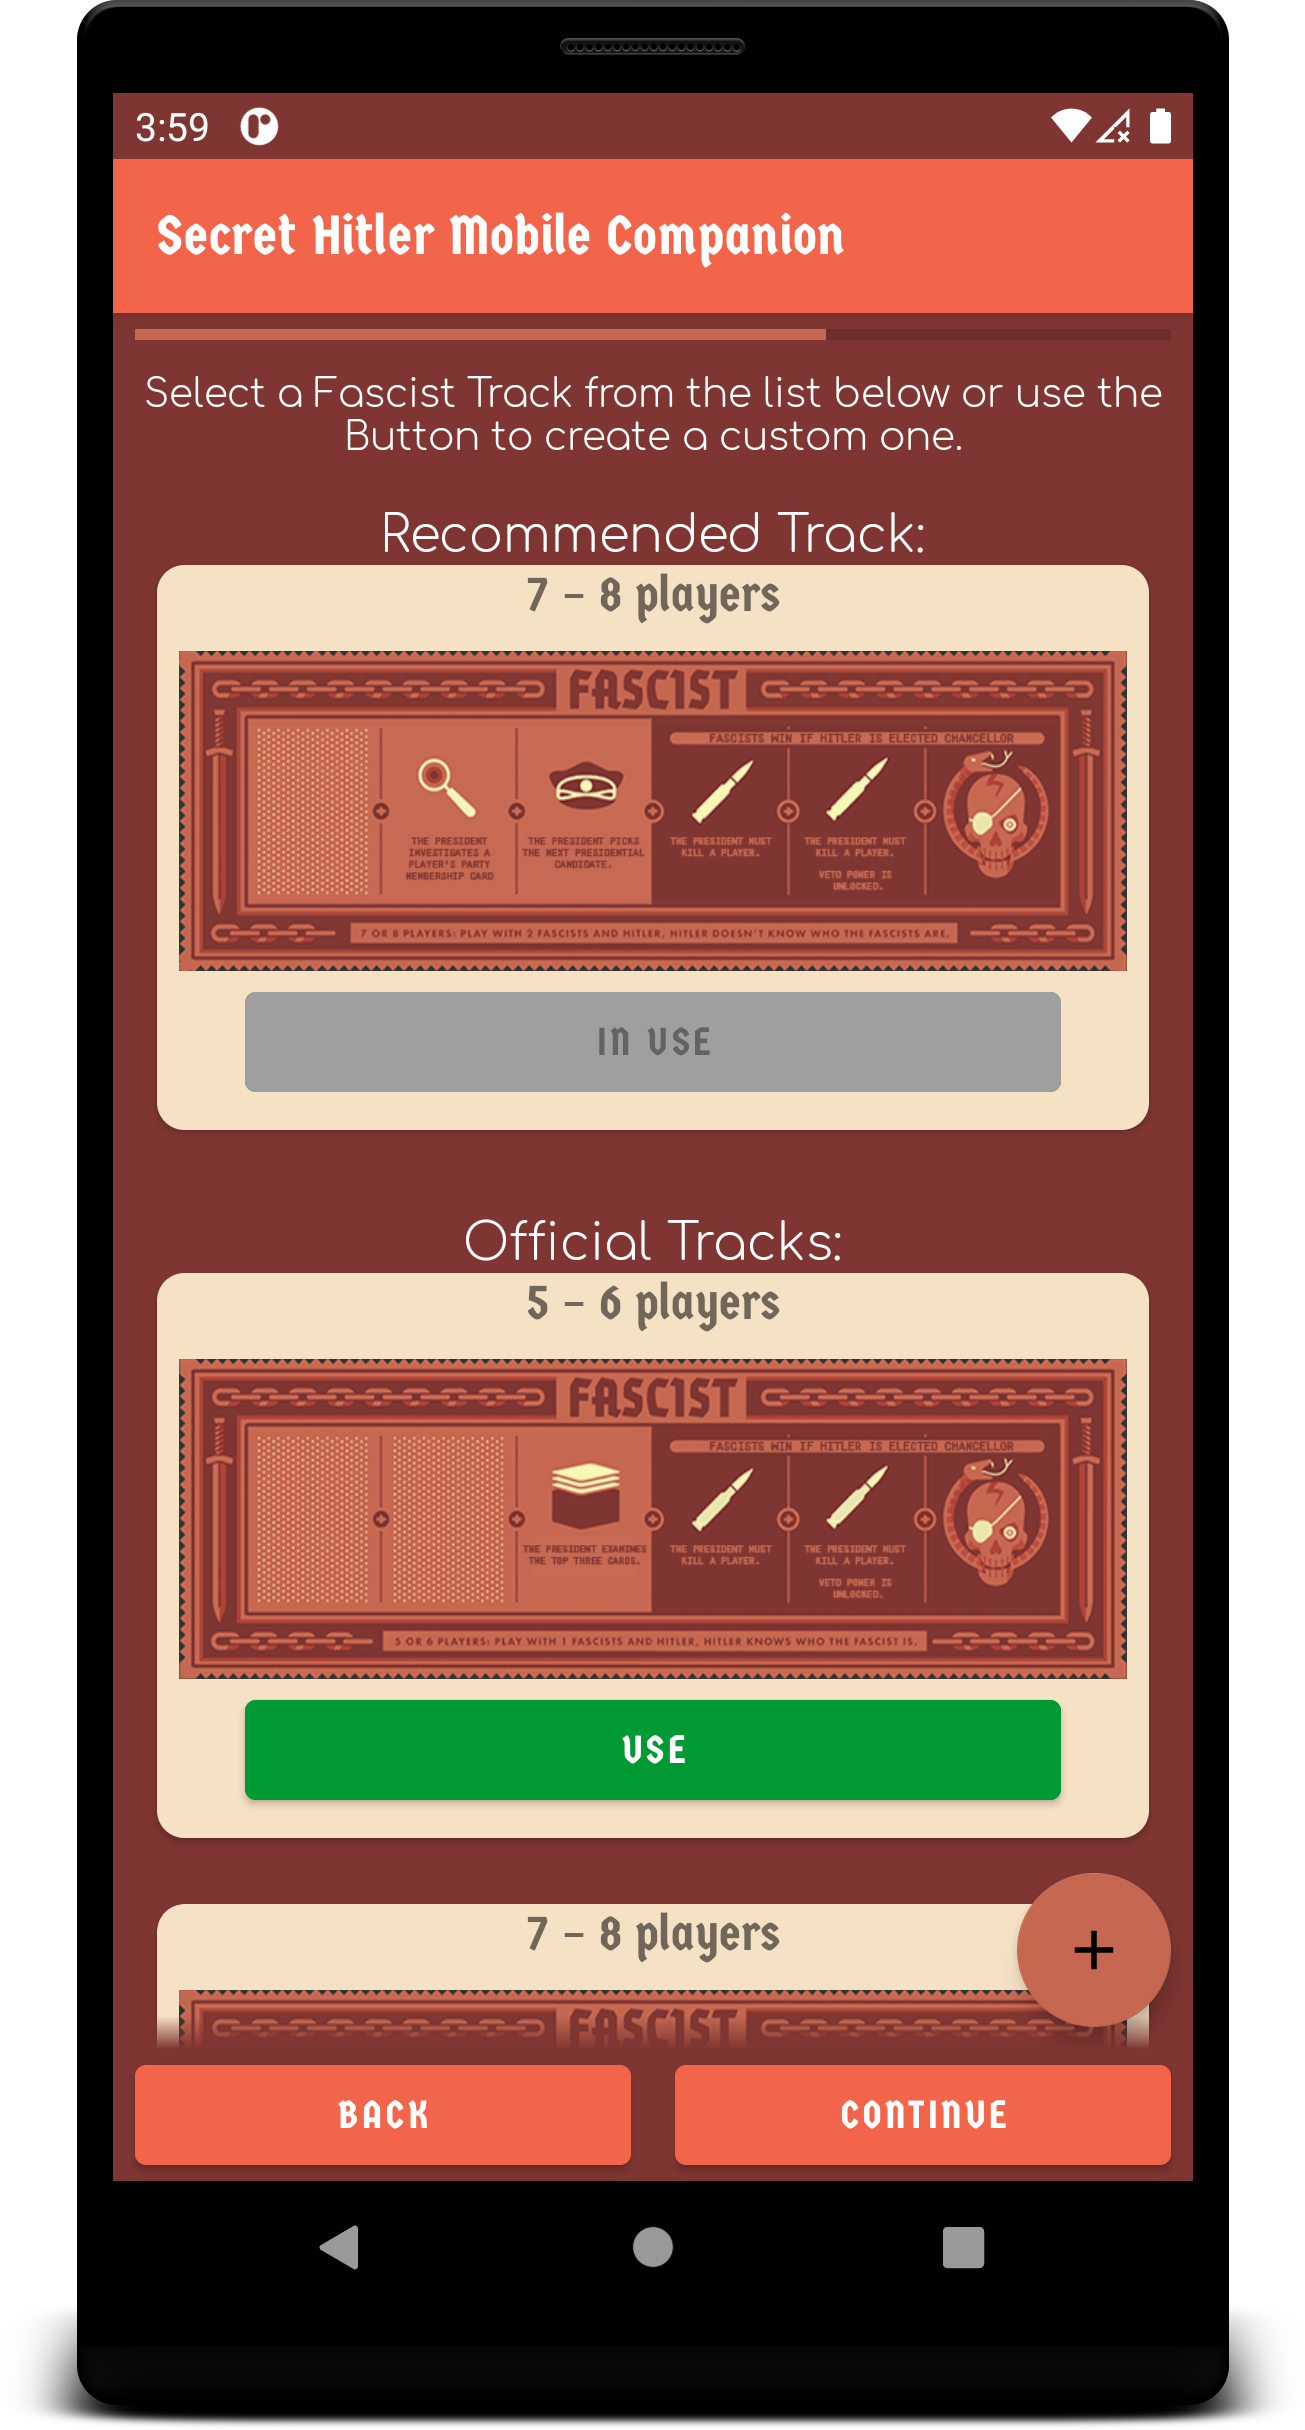 3:59
Secret Hitler Mobile Companion
Select a Fascist Track from the list below or use the
Button to create a custom one.
Recommended Track:
7 – 8 players
FASCIST
FASCISTS WIN IF HITLER IS ELECTED CHANCELLOR
THE PRESIDENT
INVESTIGATES A
PLAYER'S PARTY
MEMBERSHIP CARD
THE PRESIDENT PICKS
THE NEXT PRESIDENTIAL
CANDIDATE.
THE PRESIDENT MUST
KILL A PLAYER.
THE PRESIDENT MUST
KILL A PLAYER.
VETO POWER IS
UNLOCKED.
7 OR 8 PLAYERS: PLAY WITH 2 FASCISTS AND HITLER, HITLER DOESN'T KNOW WHO THE FASCISTS ARE.
IN USE
Official Tracks:
5 – 6 players
FASCIST
FASCISTS WIN IF HITLER IS ELECTED CHANCELLOR
THE PRESIDENT EXAMINES
THE TOP THREE CARDS.
THE PRESIDENT MUST
KILL A PLAYER.
THE PRESIDENT MUST
KILL A PLAYER.
VETO POWER IS
UNLOCKED.
5 OR 6 PLAYERS: PLAY WITH 1 FASCISTS AND HITLER, HITLER KNOWS WHO THE FASCIST IS.
USE
7 – 8 players
FASCIST
BACK
CONTINUE